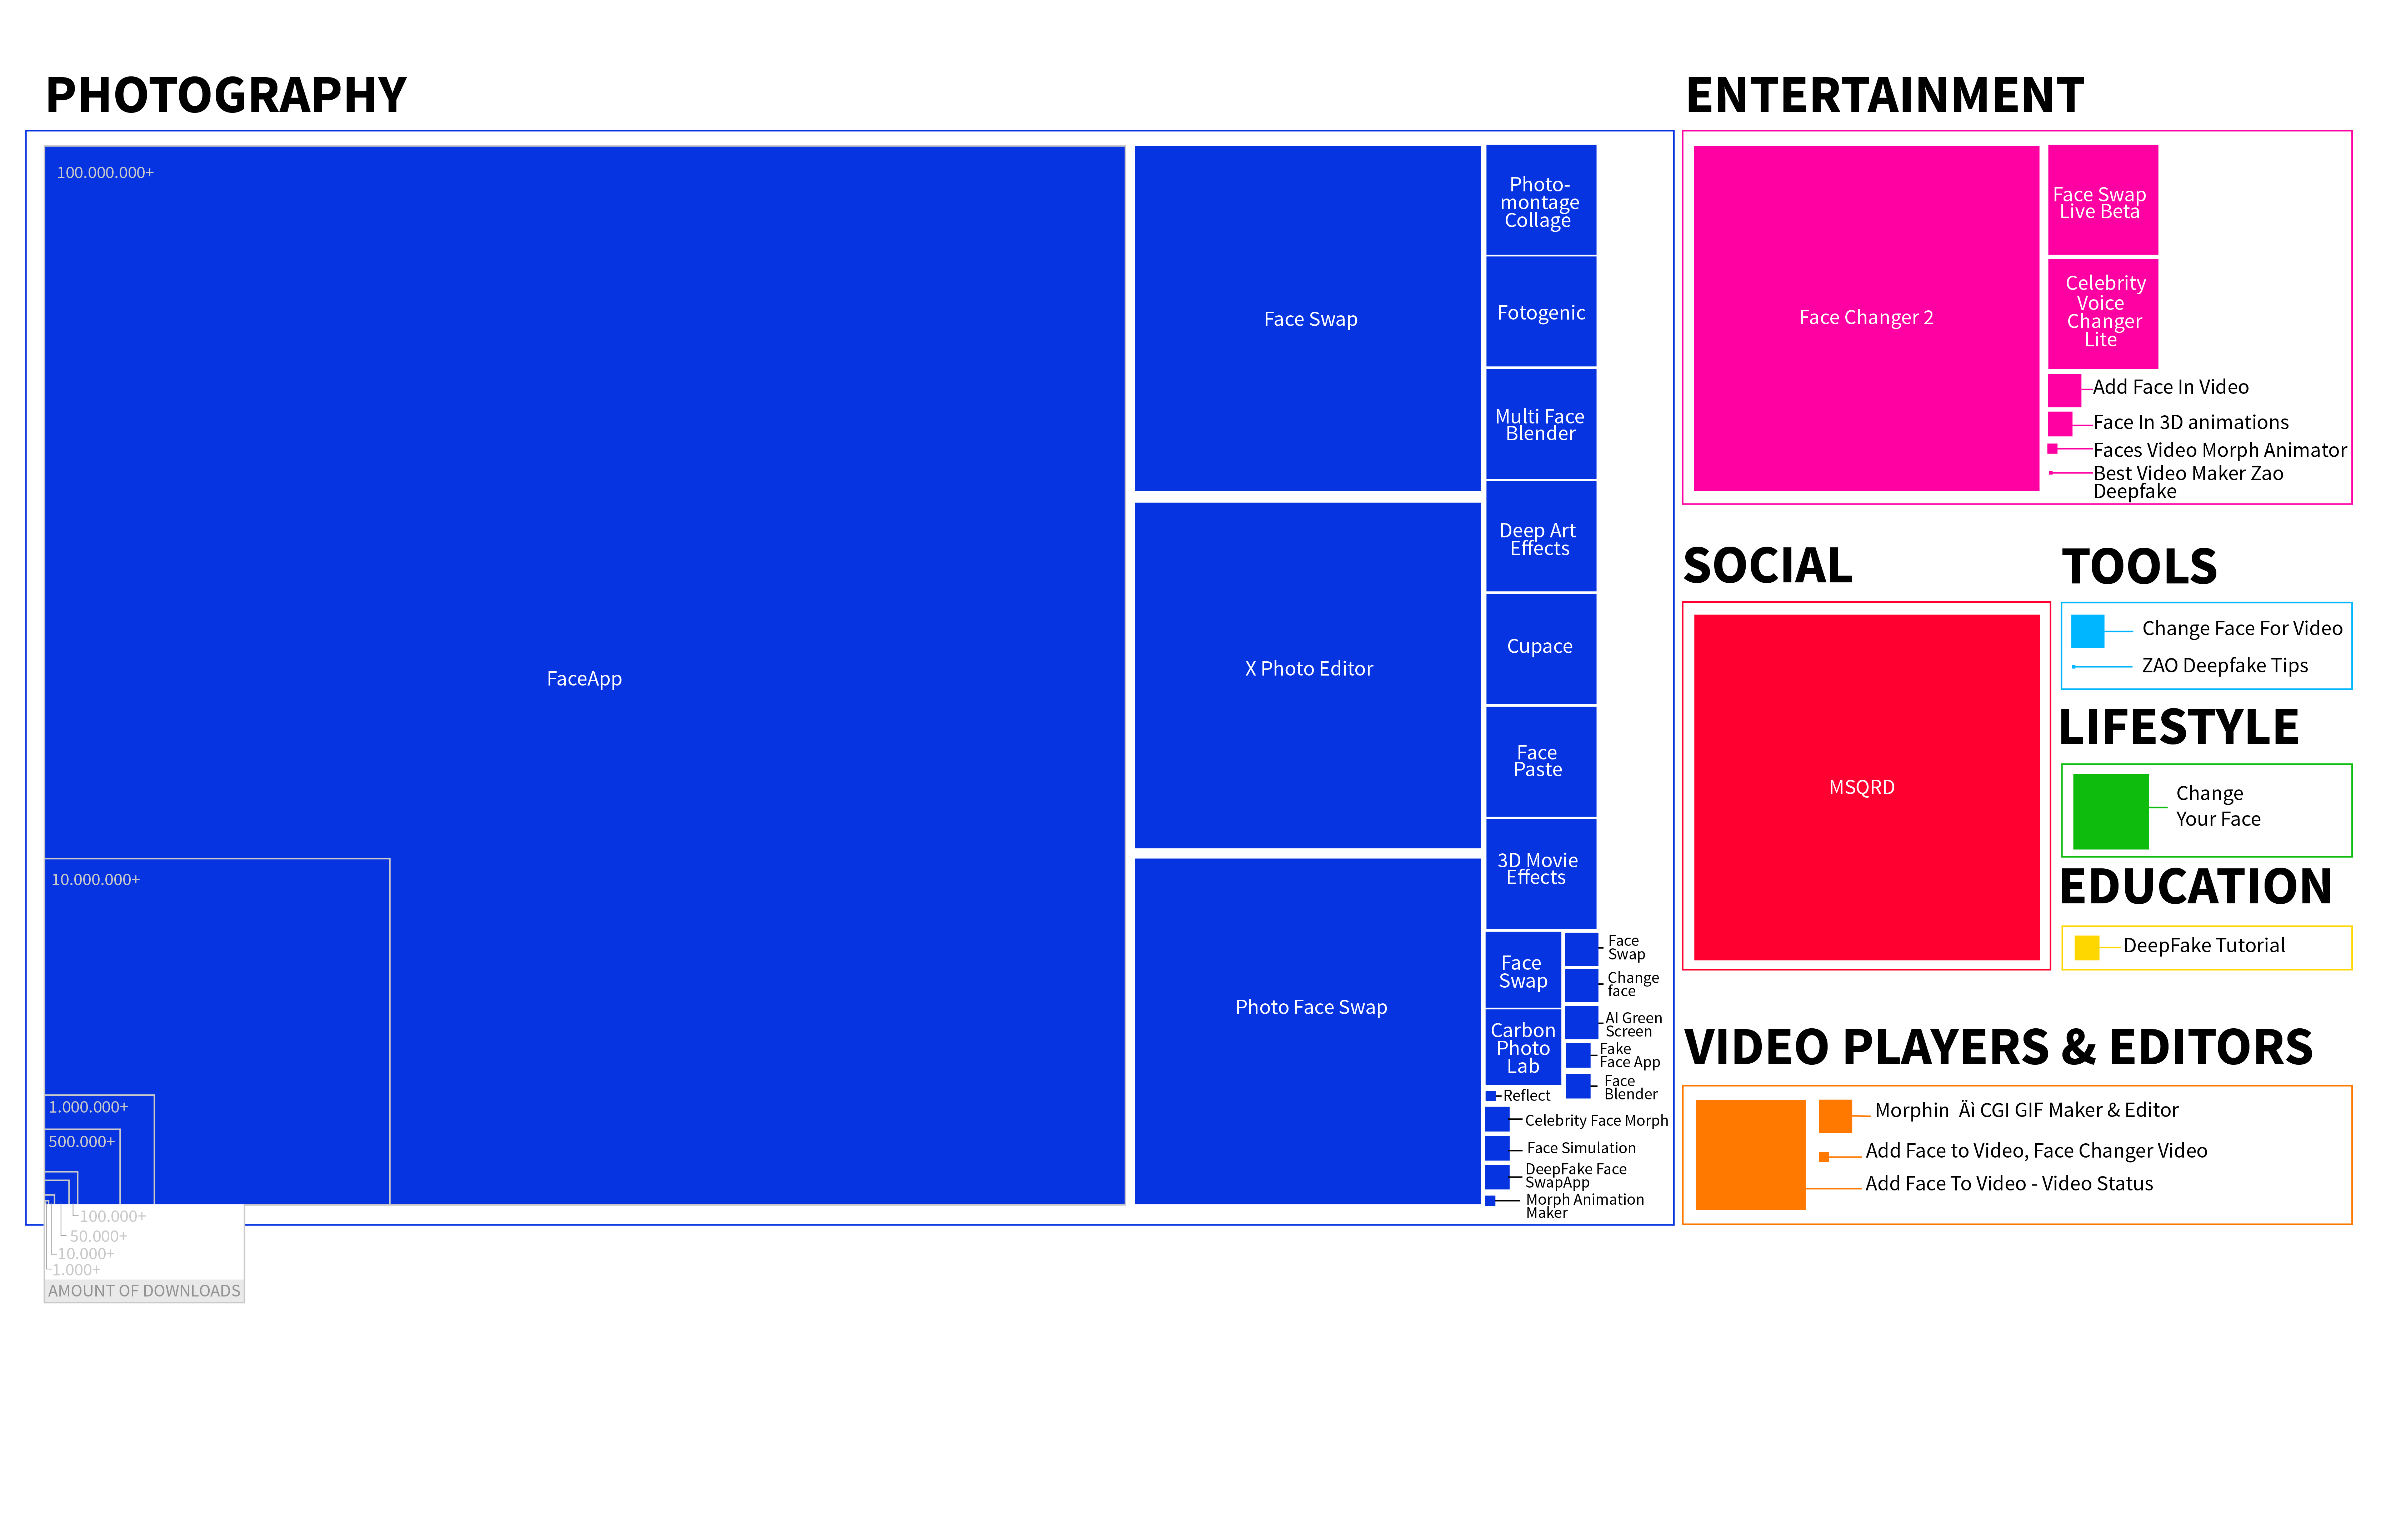 PHOTOGRAPHY
100.000.000+
FaceApp
10.000.000+
1.000.000+
500.000+
100.000+
50.000+
10.000+
1.000+
AMOUNT OF DOWNLOADS
Face Swap
X Photo Editor
Photo Face Swap
Photo-
montage
Collage
Fotogenic
Multi Face
Blender
Deep Art
Effects
Cupace
Face
Paste
3D Movie
Effects
Face
Swap
Carbon
Photo
Lab
Face
Swap
Change
face
AI Green
Screen
Fake
Face App
Face
Blender
Reflect
Celebrity Face Morph
Face Simulation
DeepFake Face
SwapApp
Morph Animation
Maker
ENTERTAINMENT
Face Changer 2
Face Swap
Live Beta
Celebrity
Voice
Changer
Lite
Add Face In Video
Face In 3D animations
Faces Video Morph Animator
Best Video Maker Zao
Deepfake
SOCIAL
MSQRD
TOOLS
Change Face For Video
ZAO Deepfake Tips
LIFESTYLE
Change
Your Face
EDUCATION
DeepFake Tutorial
VIDEO PLAYERS & EDITORS
Morphin Äì CGI GIF Maker & Editor
Add Face to Video, Face Changer Video
Add Face To Video - Video Status